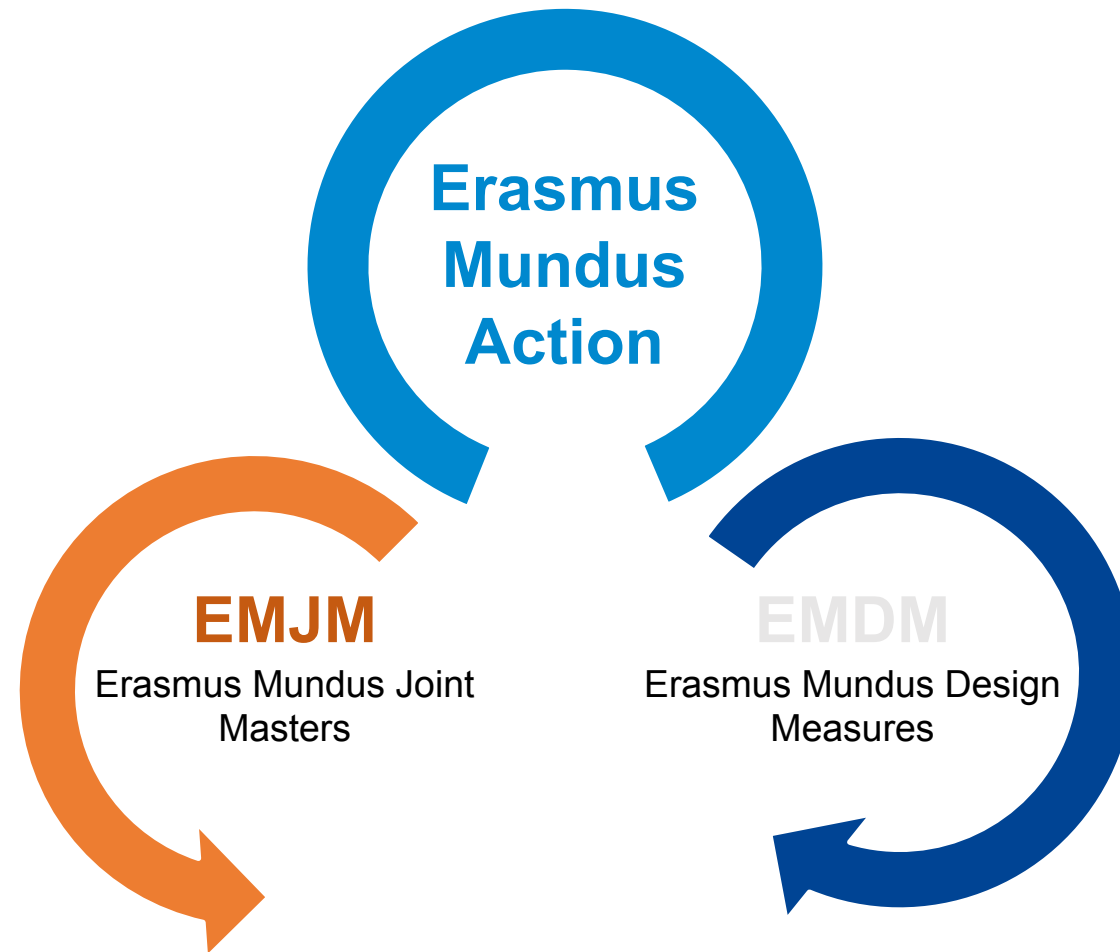 Erasmus
Mundus
Action
EMJM
Erasmus Mundus Joint
Masters
EMDM
Erasmus Mundus Design
Measures